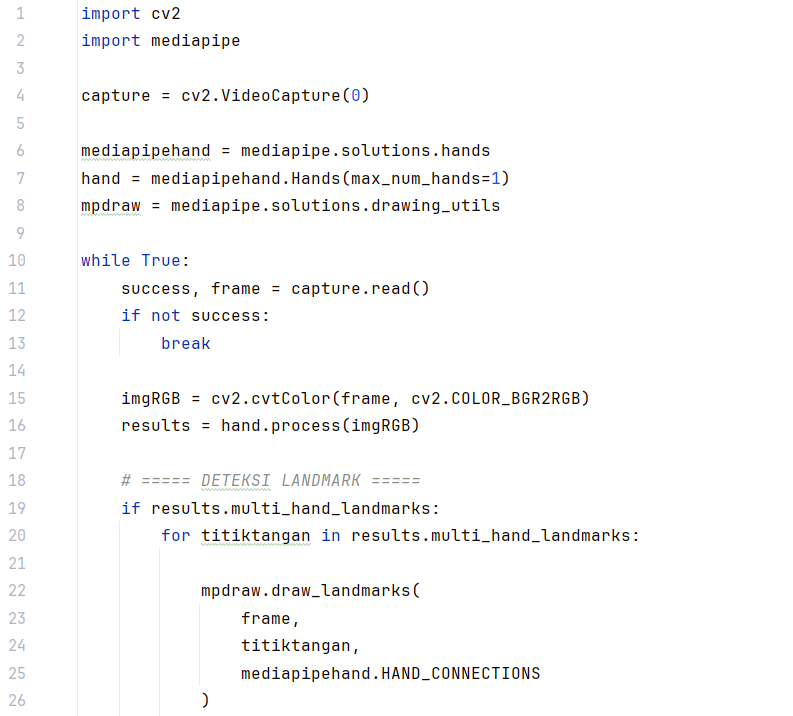 1 import cv2
2 import mediapipe
3
4 capture = cv2.VideoCapture(0)
5
6 mediapipehand = mediapipe.solutions.hands
7 hand = mediapipehand.Hands(max_num_hands=1)
8 mpdraw = mediapipe.solutions.drawing_utils
9
10 while True:
11     success, frame = capture.read()
12     if not success:
13         break
14
15     imgRGB = cv2.cvtColor(frame, cv2.COLOR_BGR2RGB)
16     results = hand.process(imgRGB)
17
18     # ===== DETEKSI LANDMARK =====
19     if results.multi_hand_landmarks:
20         for titiktangan in results.multi_hand_landmarks:
21
22             mpdraw.draw_landmarks(
23                 frame,
24                 titiktangan,
25                 mediapipehand.HAND_CONNECTIONS
26             )